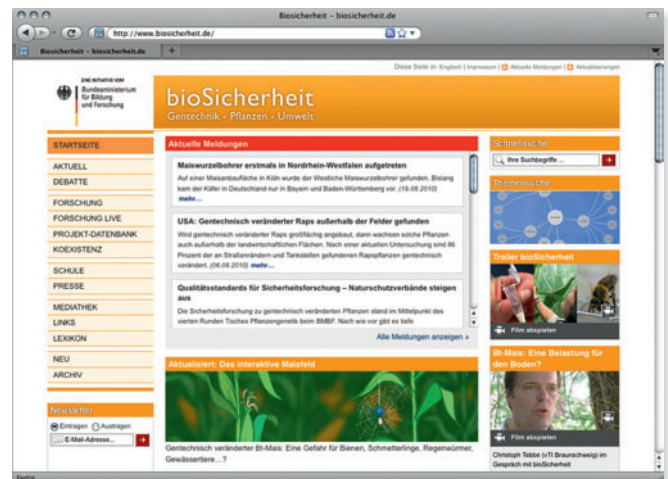 Biosicherheit – biosicherheit.de
http://www.biosicherheit.de/
Biosicherheit – biosicherheit.de
Diese Seite in: Englisch | Impressum | Aktuelle Meldungen | Aktualisierungen
EINE INITIATIVE VOM
Bundesministerium
für Bildung
und Forschung
bioSicherheit
Gentechnik - Pflanzen - Umwelt
STARTSEITE
AKTUELL
DEBATTE
FORSCHUNG
FORSCHUNG LIVE
PROJEKT-DATENBANK
KOEXISTENZ
SCHULE
PRESSE
MEDIATHEK
LINKS
LEXIKON
NEU
ARCHIV
Newsletter
Eintragen Austragen
E-Mail-Adresse...
Aktuelle Meldungen
Maiswurzelbohrer erstmals in Nordrhein-Westfalen aufgetreten
Auf einer Maisanbaufläche in Köln wurde der Westliche Maiswurzelbohrer gefunden. Bislang
kam der Käfer in Deutschland nur in Bayern und Baden-Württemberg vor. (19.08.2010)
mehr...
USA: Gentechnisch veränderter Raps außerhalb der Felder gefunden
Wird gentechnisch veränderter Raps großflächig angebaut, dann wachsen solche Pflanzen
auch außerhalb der landwirtschaftlichen Flächen. Nach einer aktuellen Untersuchung sind 86
Prozent der an Straßenrändern und Tankstellen gefundenen Rapspflanzen gentechnisch
verändert. (06.08.2010) mehr...
Qualitätsstandards für Sicherheitsforschung – Naturschutzverbände steigen
aus
Die Sicherheitsforschung zu gentechnisch veränderten Pflanzen stand im Mittelpunkt des
vierten Runden Tisches Pflanzengenetik beim BMBF. Nach wie vor gibt es tiefe
Alle Meldungen anzeigen »
Aktualisiert: Das interaktive Maisfeld
Gentechnisch veränderter Bt-Mais: Eine Gefahr für Bienen, Schmetterlinge, Regenwürmer,
Gewässertiere...?
Schnellsuche
Ihre Suchbegriffe ...
Themensuche
Trailer bioSicherheit
Film abspielen
Bt-Mais: Eine Belastung für
den Boden?
Film abspielen
Christoph Tebbe (vTI Braunschweig) im
Gespräch mit bioSicherheit
Fertig